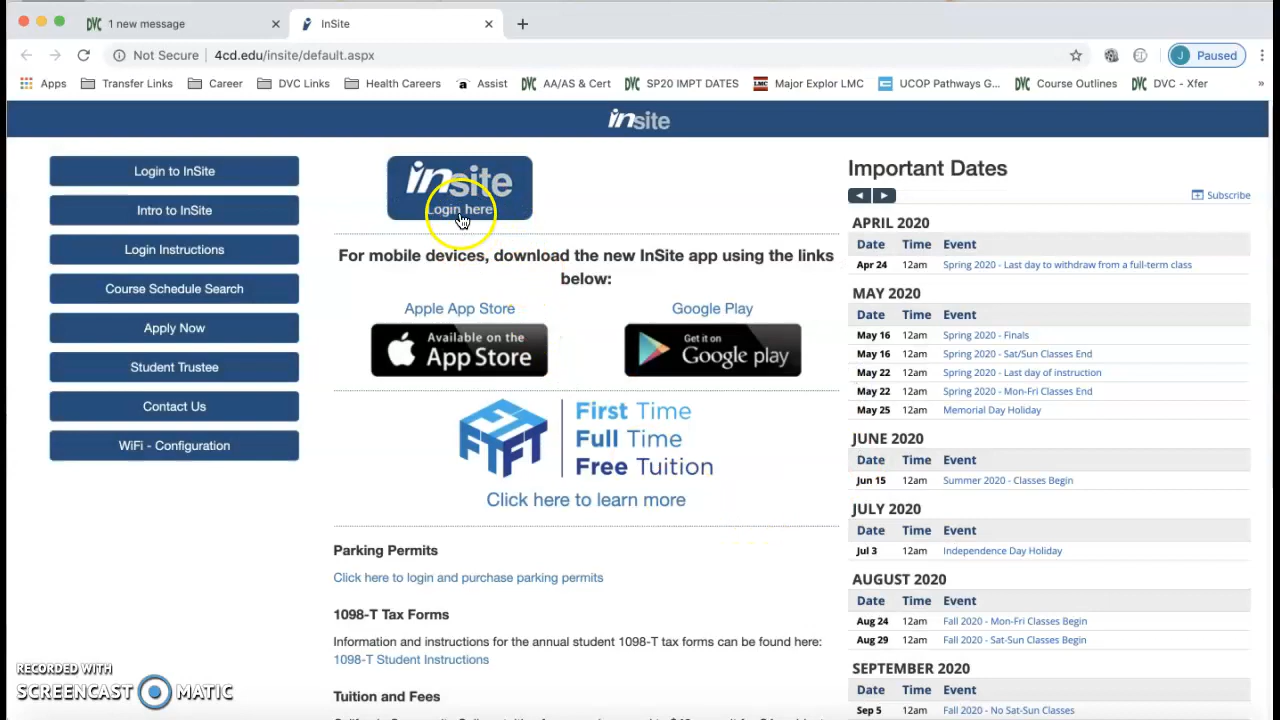 1 new message
InSite
Not Secure
4cd.edu/insite/default.aspx
J
Paused
Apps
Transfer Links
Career
DVC Links
Health Careers
a
Assist
DVC
AA/AS & Cert
DVC
SP20 IMPT DATES
LMC
Major Explor LMC
UCOP Pathways G...
DVC
Course Outlines
DVC
DVC - Xfer
»
insite
Login to InSite
Intro to InSite
Login Instructions
Course Schedule Search
Apply Now
Student Trustee
Contact Us
WiFi - Configuration
insite
Login here
For mobile devices, download the new InSite app using the links
below:
Apple App Store
Google Play
Available on the
App Store
Get it on
Google play
FTFTFT
First Time
Full Time
Free Tuition
Click here to learn more
Parking Permits
Click here to login and purchase parking permits
1098-T Tax Forms
Information and instructions for the annual student 1098-T tax forms can be found here:
1098-T Student Instructions
Tuition and Fees
Important Dates
Subscribe
APRIL 2020
Date Time Event
Apr 24 12am Spring 2020 - Last day to withdraw from a full-term class
MAY 2020
Date Time Event
May 16 12am Spring 2020 - Finals
May 16 12am Spring 2020 - Sat/Sun Classes End
May 22 12am Spring 2020 - Last day of instruction
May 22 12am Spring 2020 - Mon-Fri Classes End
May 25 12am Memorial Day Holiday
JUNE 2020
Date Time Event
Jun 15 12am Summer 2020 - Classes Begin
JULY 2020
Date Time Event
Jul 3 12am Independence Day Holiday
AUGUST 2020
Date Time Event
Aug 24 12am Fall 2020 - Mon-Fri Classes Begin
Aug 29 12am Fall 2020 - Sat-Sun Classes Begin
SEPTEMBER 2020
Date Time Event
Sep 5 12am Fall 2020 - No Sat-Sun Classes
RECORDED WITH
SCREENCAST MATIC